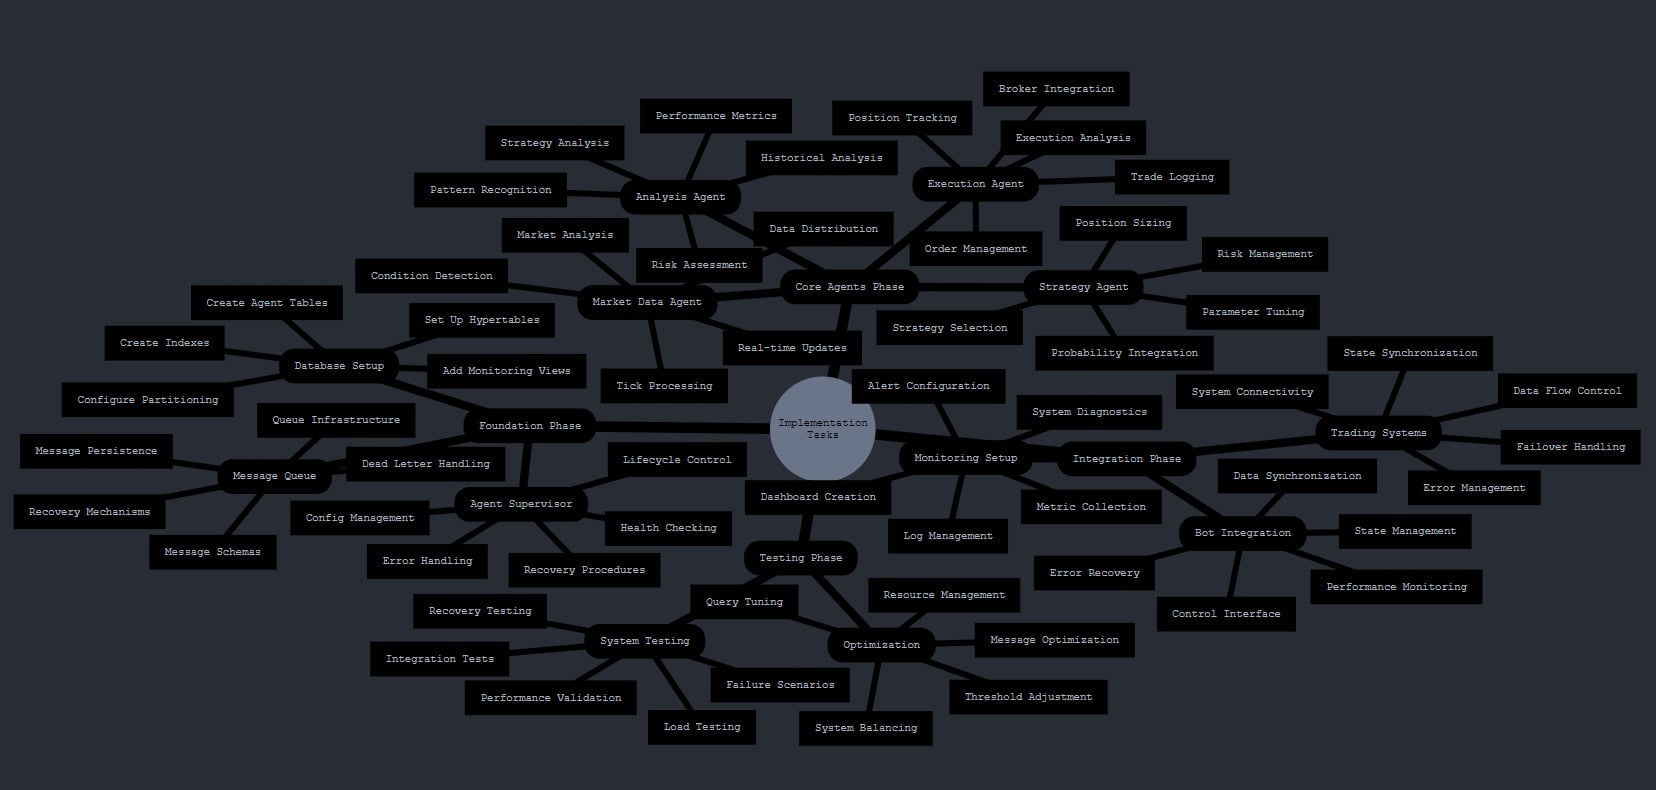 Broker Integration
Performance Metrics
Position Tracking
Execution Analysis
Strategy Analysis
Historical Analysis
Trade Logging
Execution Agent
Pattern Recognition
Analysis Agent
Position Sizing
Data Distribution
Market Analysis
Order Management
Risk Management
Risk Assessment
Condition Detection
Core Agents Phase
Strategy Agent
Market Data Agent
Create Agent Tables
Parameter Tuning
Set Up Hypertables
Strategy Selection
Create Indexes
Real-time Updates
Probability Integration
State Synchronization
Database Setup
Add Monitoring Views
Tick Processing
Alert Configuration
System Connectivity
Data Flow Control
Configure Partitioning
System Diagnostics
Queue Infrastructure
Foundation Phase
Implementation
Tasks
Trading Systems
Failover Handling
Message Persistence
Monitoring Setup
Integration Phase
Lifecycle Control
Dead Letter Handling
Message Queue
Data Synchronization
Error Management
Dashboard Creation
Agent Supervisor
Metric Collection
Recovery Mechanisms
Config Management
Health Checking
State Management
Bot Integration
Log Management
Message Schemas
Testing Phase
Error Handling
Recovery Procedures
Error Recovery
Performance Monitoring
Resource Management
Query Tuning
Recovery Testing
Control Interface
System Testing
Message Optimization
Optimization
Integration Tests
Failure Scenarios
Threshold Adjustment
Performance Validation
Load Testing
System Balancing